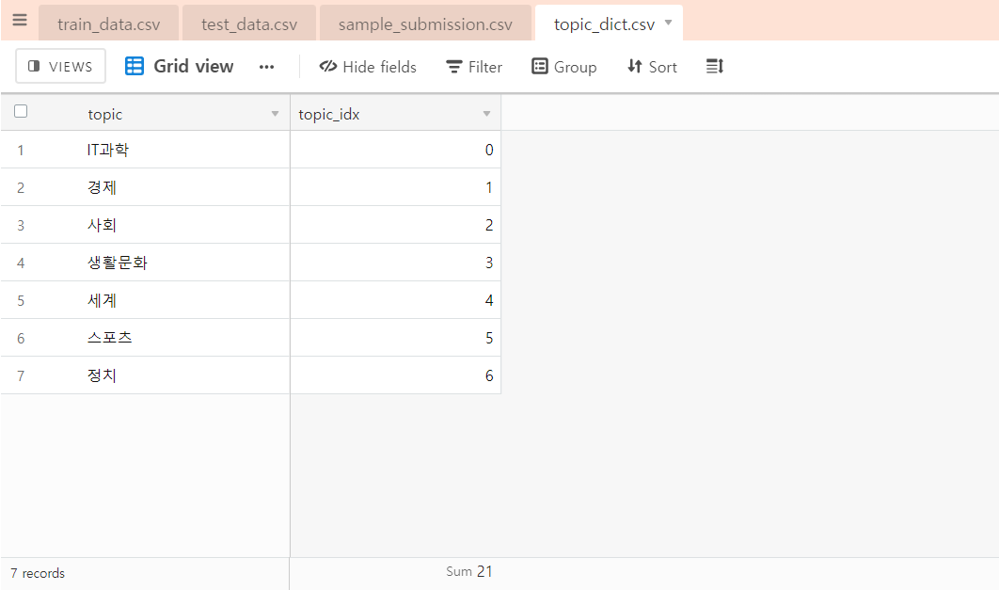 train_data.csv test_data.csv sample_submission.csv topic_dict.csv
VIEWS Grid view Hide fields Filter Group Sort
topic topic_idx
1 IT과학 0
2 경제 1
3 사회 2
4 생활문화 3
5 세계 4
6 스포츠 5
7 정치 6
7 records Sum 21